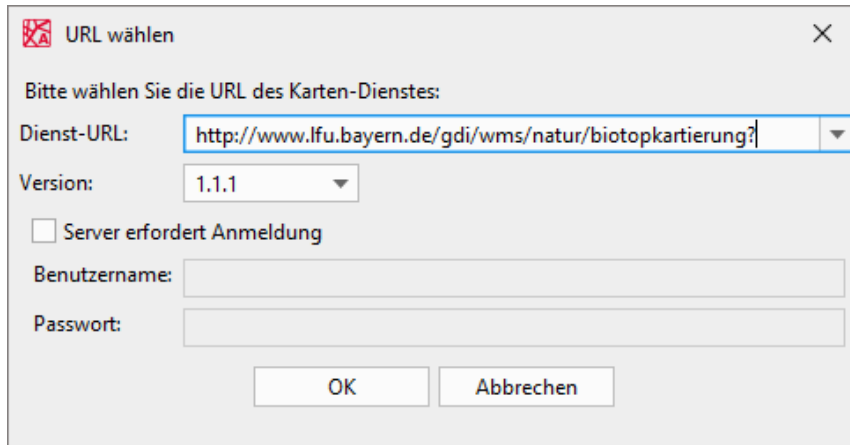 URL wählen
Bitte wählen Sie die URL des Karten-Dienstes:
Dienst-URL: http://www.lfu.bayern.de/gdi/wms/natur/biotopkartierung?
Version: 1.1.1
Server erfordert Anmeldung
Benutzername:
Passwort:
OK Abbrechen